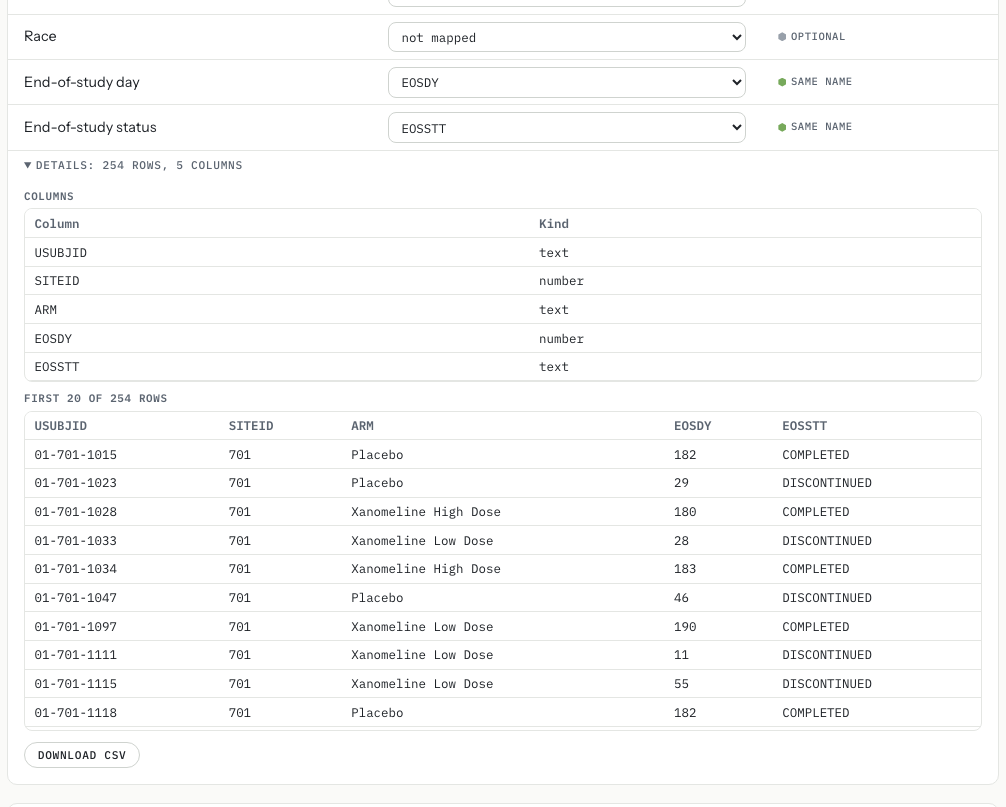 Race not mapped OPTIONAL
End-of-study day EOSDY SAME NAME
End-of-study status EOSSTT SAME NAME
▼ DETAILS: 254 ROWS, 5 COLUMNS
COLUMNS
Column Kind
USUBJID text
SITEID number
ARM text
EOSDY number
EOSSTT text
FIRST 20 OF 254 ROWS
USUBJID SITEID ARM EOSDY EOSSTT
01-701-1015 701 Placebo 182 COMPLETED
01-701-1023 701 Placebo 29 DISCONTINUED
01-701-1028 701 Xanomeline High Dose 180 COMPLETED
01-701-1033 701 Xanomeline Low Dose 28 DISCONTINUED
01-701-1034 701 Xanomeline High Dose 183 COMPLETED
01-701-1047 701 Placebo 46 DISCONTINUED
01-701-1097 701 Xanomeline Low Dose 190 COMPLETED
01-701-1111 701 Xanomeline Low Dose 11 DISCONTINUED
01-701-1115 701 Xanomeline Low Dose 55 DISCONTINUED
01-701-1118 701 Placebo 182 COMPLETED
DOWNLOAD CSV